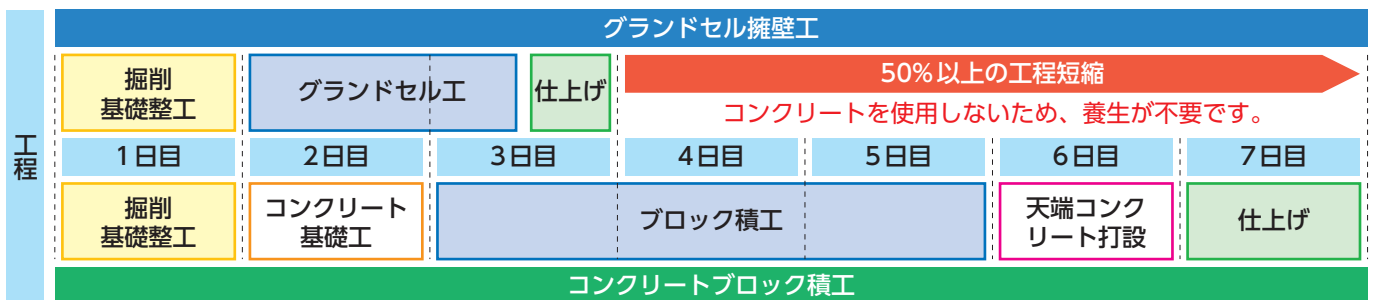 工程
グランドセル擁壁工
掘削
基礎整工
グランドセル工
仕上げ
50%以上の工程短縮
コンクリートを使用しないため、養生が不要です。
1日目
2日目
3日目
4日目
5日目
6日目
7日目
掘削
基礎整工
コンクリート
基礎工
ブロック積工
天端コンク
リート打設
仕上げ
コンクリートブロック積工